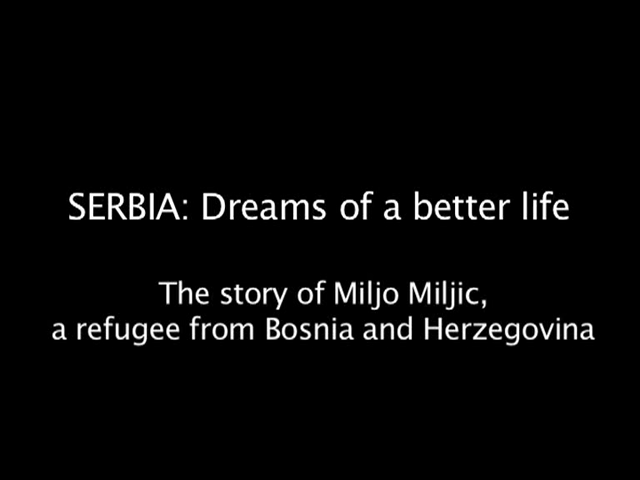 SERBIA: Dreams of a better life
The story of Miljo Miljic,
a refugee from Bosnia and Herzegovina